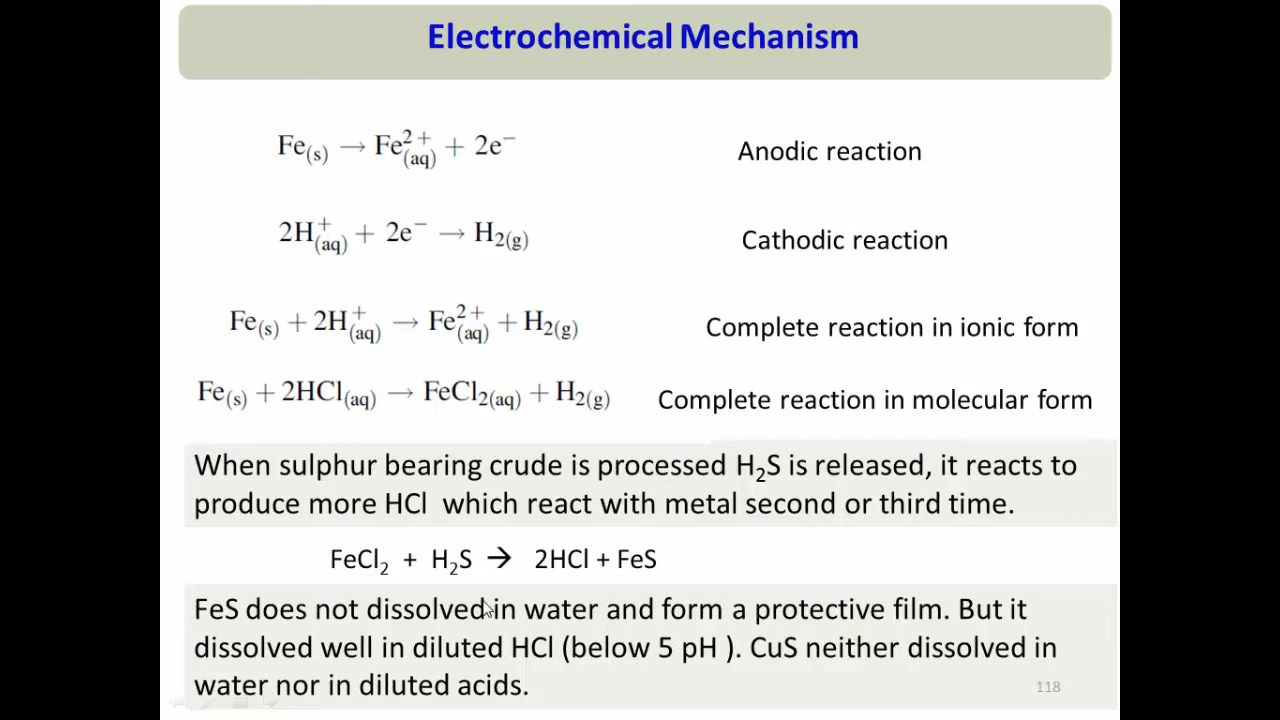 Electrochemical Mechanism
Fe(s) → Fe²⁺(aq) + 2e⁻ Anodic reaction
2H⁺(aq) + 2e⁻ → H₂(g) Cathodic reaction
Fe(s) + 2H⁺(aq) → Fe²⁺(aq) + H₂(g) Complete reaction in ionic form
Fe(s) + 2HCl(aq) → FeCl₂(aq) + H₂(g) Complete reaction in molecular form
When sulphur bearing crude is processed H₂S is released, it reacts to
produce more HCl which react with metal second or third time.
FeCl₂ + H₂S → 2HCl + FeS
FeS does not dissolved in water and form a protective film. But it
dissolved well in diluted HCl (below 5 pH ). CuS neither dissolved in
water nor in diluted acids.
118